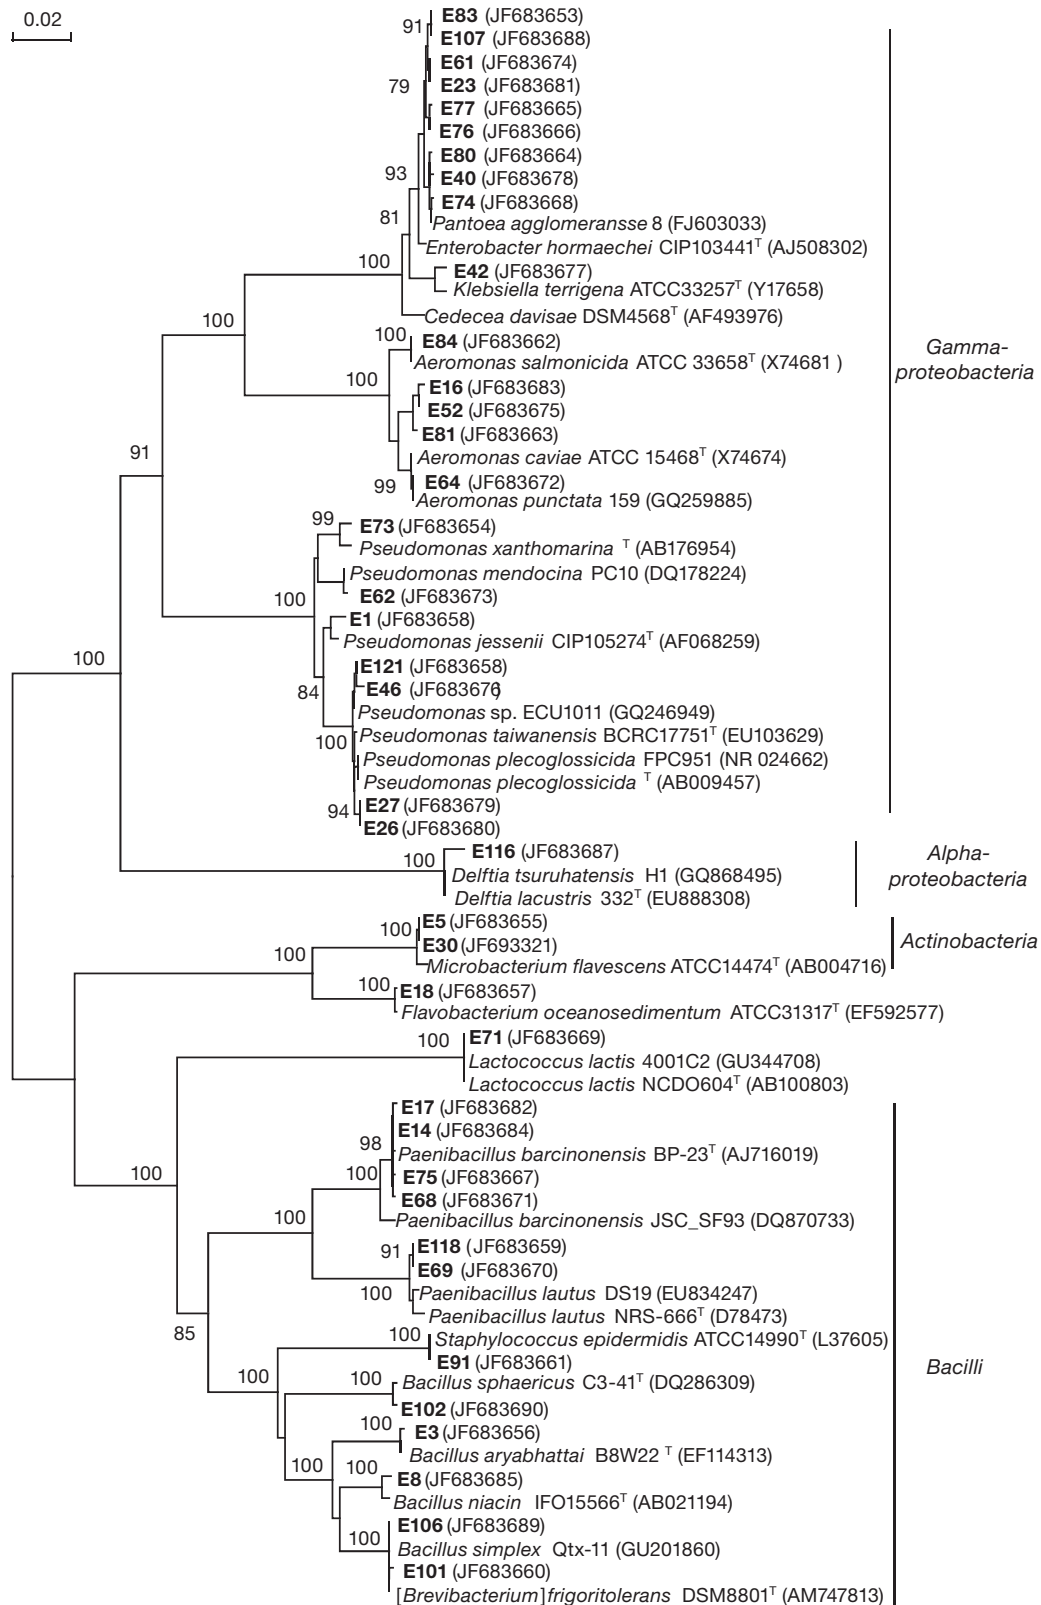 0.02
91
E83 (JF683653)
E107 (JF683688)
E61 (JF683674)
79
E23 (JF683681)
E77 (JF683665)
E76 (JF683666)
E80 (JF683664)
93
E40 (JF683678)
E74 (JF683668)
81
Pantoea agglomeransse 8 (FJ603033)
Enterobacter hormaechei CIP103441T (AJ508302)
100
E42 (JF683677)
Klebsiella terrigena ATCC33257T (Y17658)
Cedecea davisae DSM4568T (AF493976)
100
100
E84 (JF683662)
Aeromonas salmonicida ATCC 33658T (X74681 )
Gamma-
proteobacteria
100
E16 (JF683683)
E52 (JF683675)
E81 (JF683663)
91
Aeromonas caviae ATCC 15468T (X74674)
99
E64 (JF683672)
Aeromonas punctata 159 (GQ259885)
99
E73 (JF683654)
Pseudomonas xanthomarina T (AB176954)
Pseudomonas mendocina PC10 (DQ178224)
100
E62 (JF683673)
E1 (JF683658)
Pseudomonas jessenii CIP105274T (AF068259)
100
E121 (JF683658)
84
E46 (JF683676)
Pseudomonas sp. ECU1011 (GQ246949)
100
Pseudomonas taiwanensis BCRC17751T (EU103629)
Pseudomonas plecoglossicida FPC951 (NR 024662)
Pseudomonas plecoglossicida T (AB009457)
94
E27 (JF683679)
E26 (JF683680)
100
E116 (JF683687)
Delftia tsuruhatensis H1 (GQ868495)
Delftia lacustris 332T (EU888308)
Alpha-
proteobacteria
100
E5 (JF683655)
100
E30 (JF693321)
Microbacterium flavescens ATCC14474T (AB004716)
Actinobacteria
100
E18 (JF683657)
Flavobacterium oceanosedimentum ATCC31317T (EF592577)
100
E71 (JF683669)
Lactococcus lactis 4001C2 (GU344708)
Lactococcus lactis NCDO604T (AB100803)
E17 (JF683682)
98
E14 (JF683684)
Paenibacillus barcinonensis BP-23T (AJ716019)
100
100
E75 (JF683667)
E68 (JF683671)
100
Paenibacillus barcinonensis JSC_SF93 (DQ870733)
91
E118 (JF683659)
E69 (JF683670)
100
Paenibacillus lautus DS19 (EU834247)
Paenibacillus lautus NRS-666T (D78473)
85
100
Staphylococcus epidermidis ATCC14990T (L37605)
E91 (JF683661)
Bacilli
100
100
Bacillus sphaericus C3-41T (DQ286309)
E102 (JF683690)
100
E3 (JF683656)
Bacillus aryabhattai B8W22 T (EF114313)
100
100
E8 (JF683685)
Bacillus niacin IFO15566T (AB021194)
E106 (JF683689)
100
Bacillus simplex Qtx-11 (GU201860)
E101 (JF683660)
[Brevibacterium] frigoritolerans DSM8801T (AM747813)